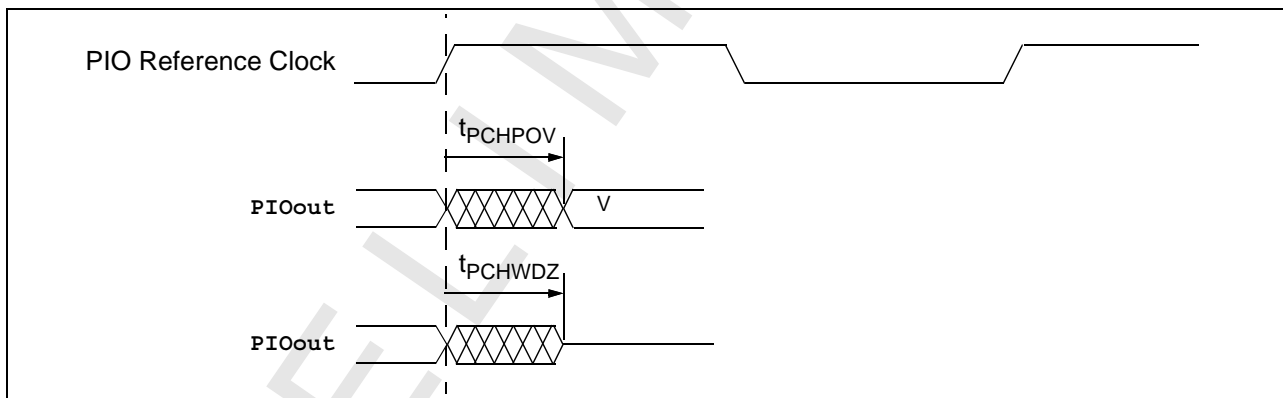 PIO Reference Clock
tPCHPOV
PIOout
V
tPCHWDZ
PIOout
E L I M